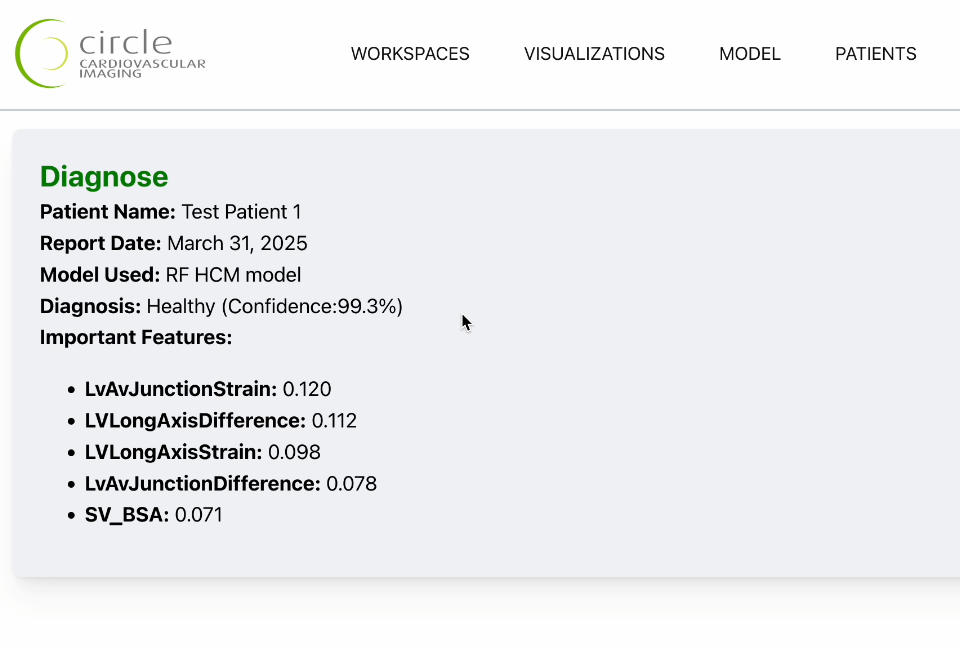 circle
CARDIOVASCULAR
IMAGING
WORKSPACES VISUALIZATIONS MODEL PATIENTS
Diagnose
Patient Name: Test Patient 1
Report Date: March 31, 2025
Model Used: RF HCM model
Diagnosis: Healthy (Confidence:99.3%)
Important Features:
• LvAvJunctionStrain: 0.120
• LVLongAxisDifference: 0.112
• LVLongAxisStrain: 0.098
• LvAvJunctionDifference: 0.078
• SV_BSA: 0.071